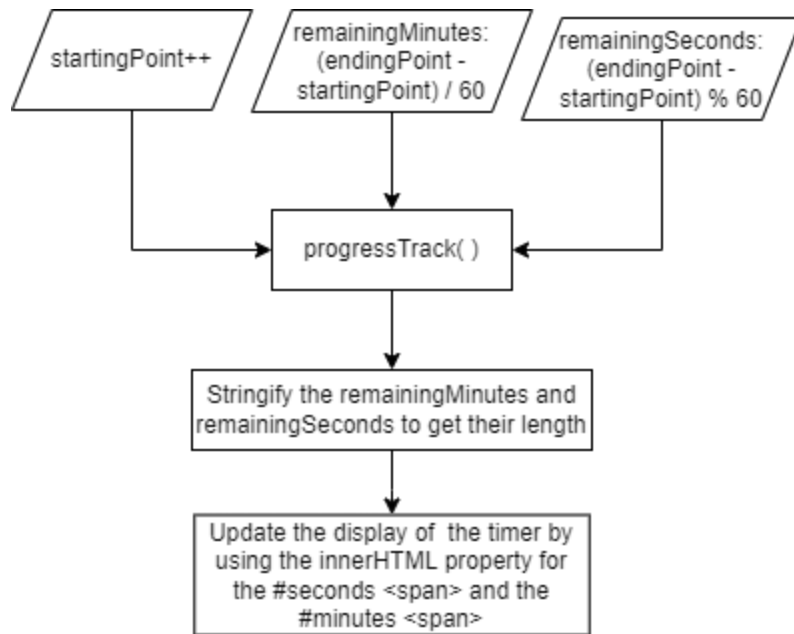 startingPoint++
remainingMinutes:
(endingPoint -
startingPoint) / 60
remainingSeconds:
(endingPoint -
startingPoint) % 60
progressTrack( )
Stringify the remainingMinutes and
remainingSeconds to get their length
Update the display of  the timer by
using the innerHTML property for
the #seconds <span> and the
#minutes <span>